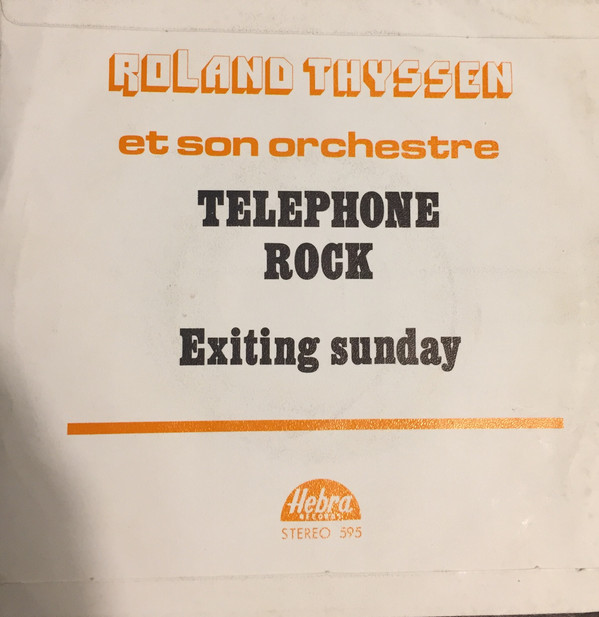 ROLAND THYSSEN
et son orchestre
TELEPHONE
ROCK
Exiting sunday
Hebra
RECORDS
STEREO 595